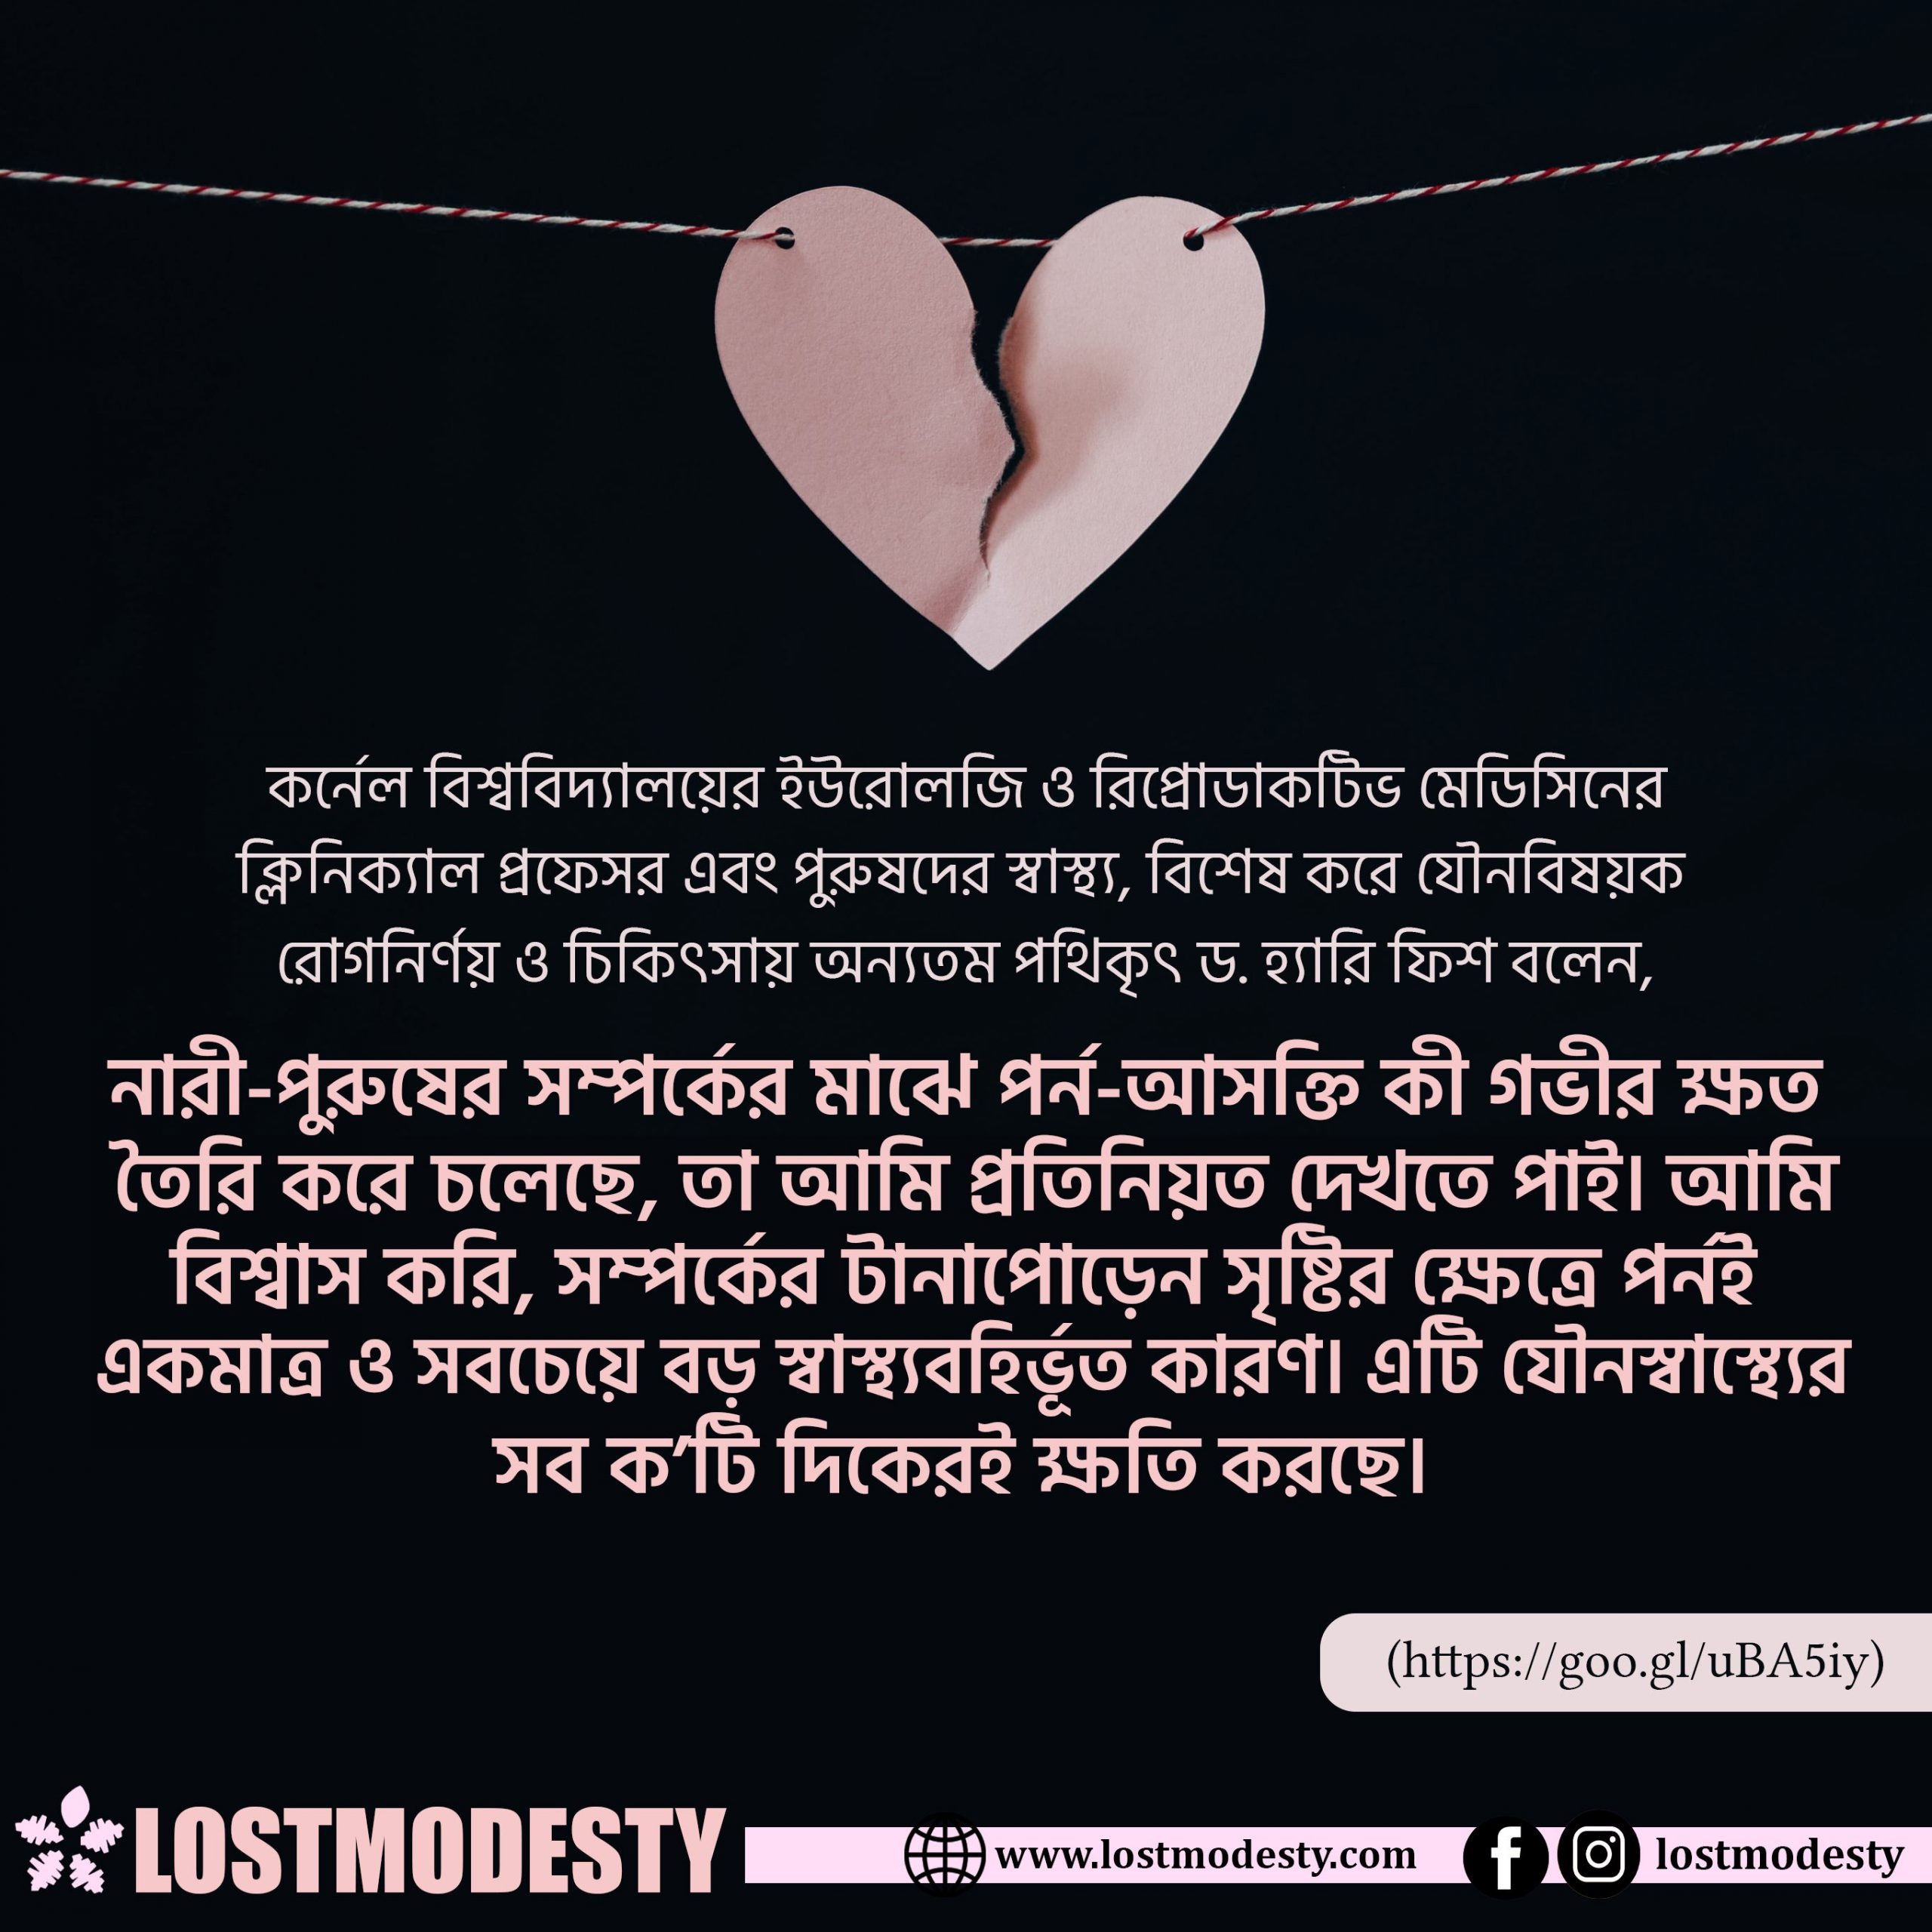 কর্নেল বিশ্ববিদ্যালয়ের ইউরোলজি ও রিপ্রোডাকটিভ মেডিসিনের
ক্লিনিক্যাল প্রফেসর এবং পুরুষদের স্বাস্থ্য, বিশেষ করে যৌনবিষয়ক
রোগনির্ণয় ও চিকিৎসায় অন্যতম পথিকৃৎ ড. হ্যারি ফিশ বলেন,
নারী-পুরুষের সম্পর্কের মাঝে পর্ন-আসক্তি কী গভীর ক্ষত
তৈরি করে চলেছে, তা আমি প্রতিনিয়ত দেখতে পাই। আমি
বিশ্বাস করি, সম্পর্কের টানাপোড়েন সৃষ্টির ক্ষেত্রে পর্নই
একমাত্র ও সবচেয়ে বড় স্বাস্থ্যবহির্ভূত কারণ। এটি যৌনস্বাস্থ্যের
সব ক’টি দিকেরই ক্ষতি করছে।
(https://goo.gl/uBA5iy)
LOSTMODESTY
www.lostmodesty.com
lostmodesty